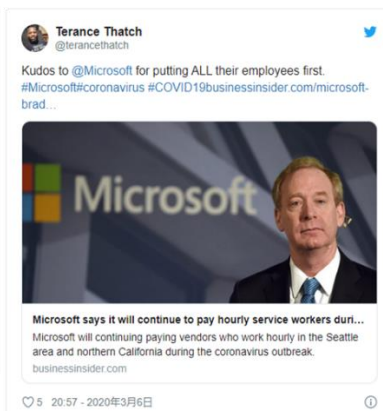 Terance Thatch
@terancethatch
Kudos to @Microsoft for putting ALL their employees first.
#Microsoft#coronavirus #COVID19businessinsider.com/microsoft-
brad…
Microsoft
Microsoft says it will continue to pay hourly service workers duri...
Microsoft will continuing paying vendors who work hourly in the Seattle
area and northern California during the coronavirus outbreak.
businessinsider.com
5 20:57 - 2020年3月6日